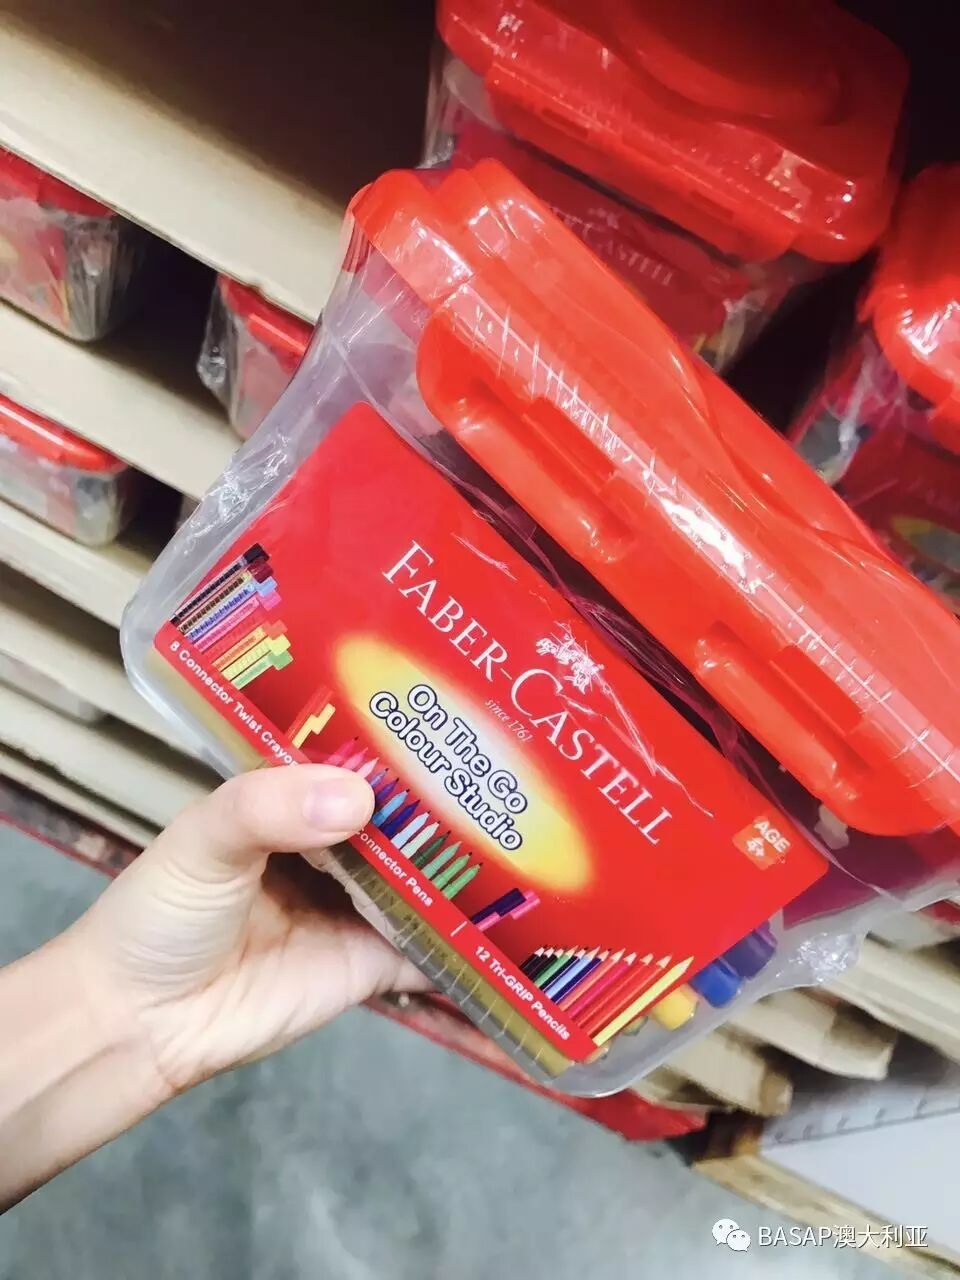 FABER-CASTELL
since 1761
On The Go
Colour Studio
AGE
8 Connector Twist Crayo
Connector Pens
12 Tri-GRIP Pencils
CASTELL
BASAP澳大利亚